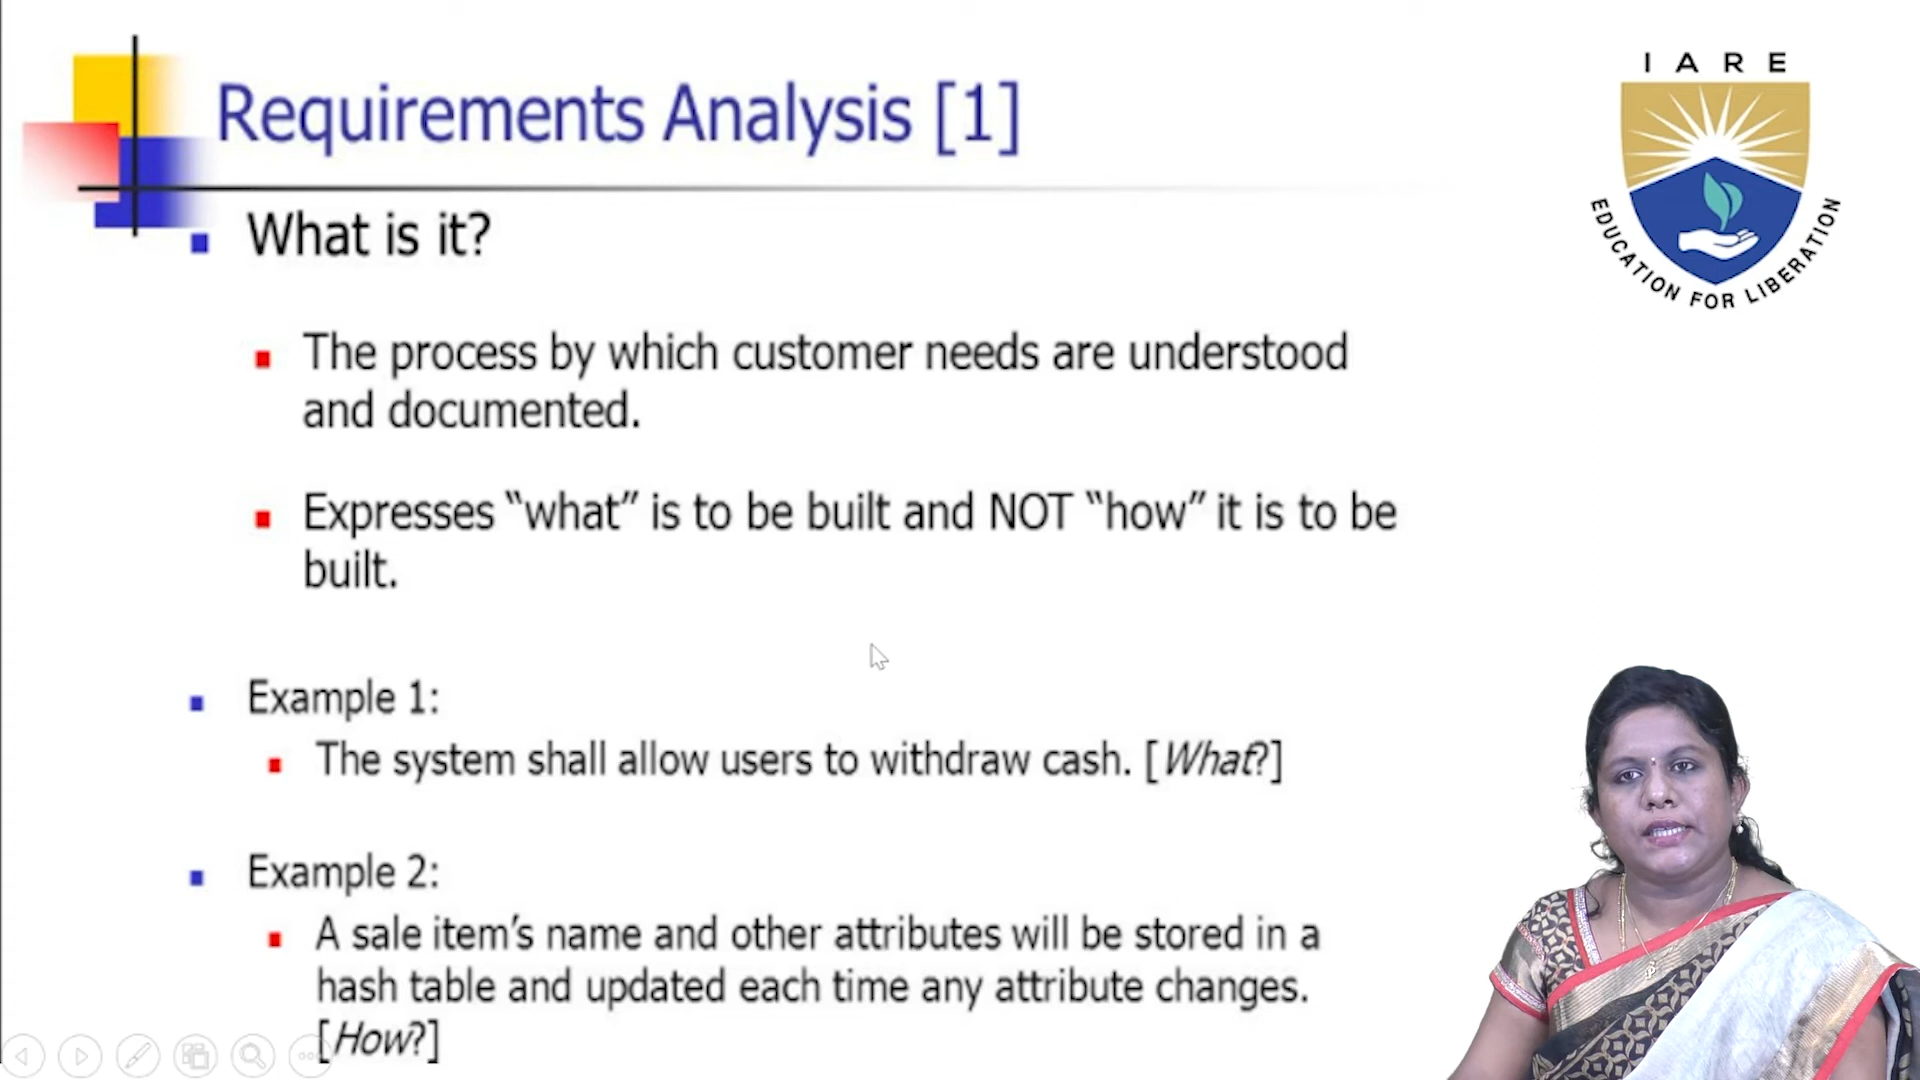 IARE
Requirements Analysis [1]
EDUCATION FOR LIBERATION
What is it?
The process by which customer needs are understood
and documented.
Expresses “what” is to be built and NOT “how” it is to be
built.
Example 1:
The system shall allow users to withdraw cash. [What?]
Example 2:
A sale item’s name and other attributes will be stored in a
hash table and updated each time any attribute changes.
[How?]